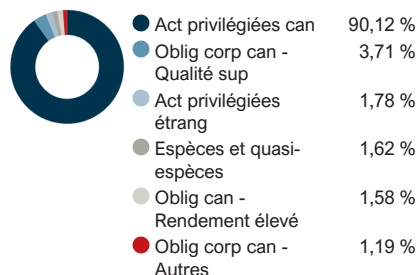 Act privilégiées can 90,12 %
Oblig corp can - 3,71 %
Qualité sup
Act privilégiées 1,78 %
étrang
Espèces et quasi- 1,62 %
espèces
Oblig can - 1,58 %
Rendement élevé
Oblig corp can - 1,19 %
Autres